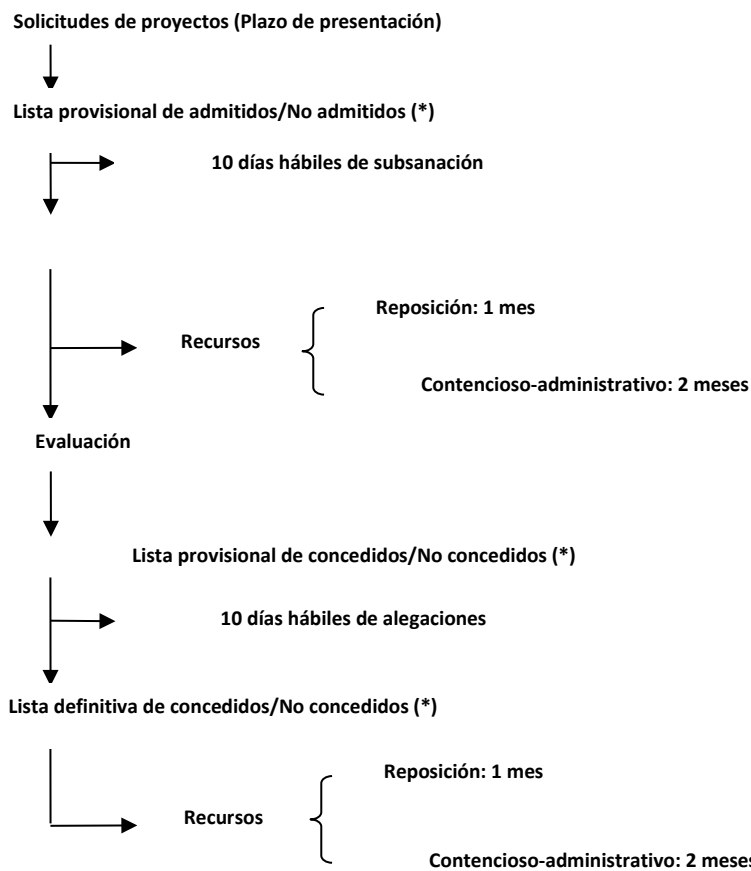 Solicitudes de proyectos (Plazo de presentación)
Lista provisional de admitidos/No admitidos (*)
10 días hábiles de subsanación
Reposición: 1 mes
Recursos
Contencioso-administrativo: 2 meses
Evaluación
Lista provisional de concedidos/No concedidos (*)
10 días hábiles de alegaciones
Lista definitiva de concedidos/No concedidos (*)
Reposición: 1 mes
Recursos
Contencioso-administrativo: 2 meses